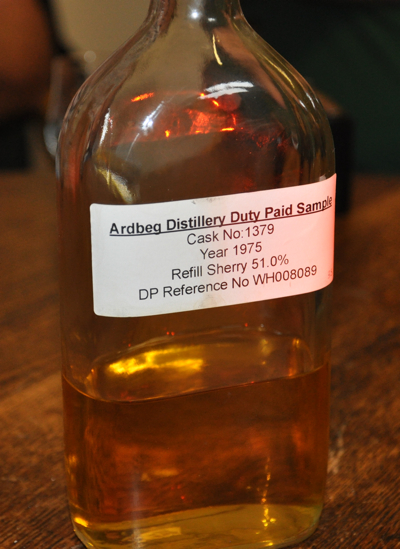 Ardbeg Distillery Duty Paid Sample
Cask No:1379
Year 1975
Refill Sherry 51.0%
DP Reference No WH008089